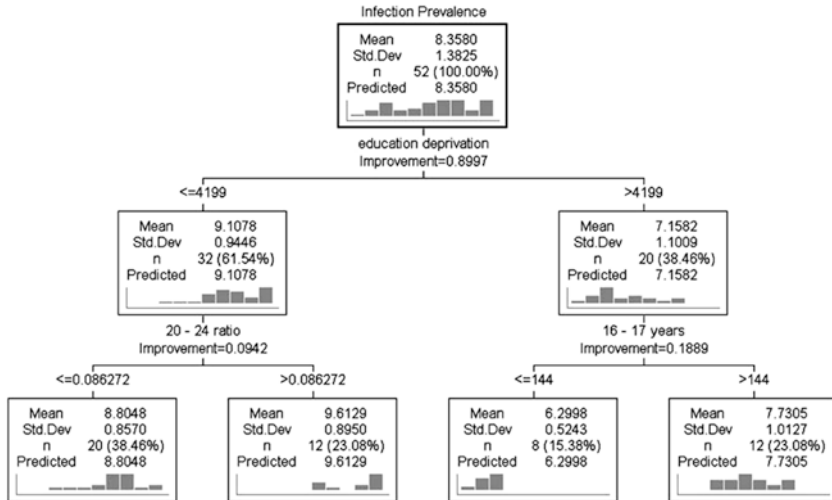 Infection Prevalence
Mean 8.3580
Std.Dev 1.3825
n 52 (100.00%)
Predicted 8.3580
education deprivation
Improvement=0.8997
<=4199
>4199
Mean 9.1078
Std.Dev 0.9446
n 32 (61.54%)
Predicted 9.1078
Mean 7.1582
Std.Dev 1.1009
n 20 (38.46%)
Predicted 7.1582
20 - 24 ratio
Improvement=0.0942
16 - 17 years
Improvement=0.1889
<=0.086272
>0.086272
<=144
>144
Mean 8.8048
Std.Dev 0.8570
n 20 (38.46%)
Predicted 8.8048
Mean 9.6129
Std.Dev 0.8950
n 12 (23.08%)
Predicted 9.6129
Mean 6.2998
Std.Dev 0.5243
n 8 (15.38%)
Predicted 6.2998
Mean 7.7305
Std.Dev 1.0127
n 12 (23.08%)
Predicted 7.7305